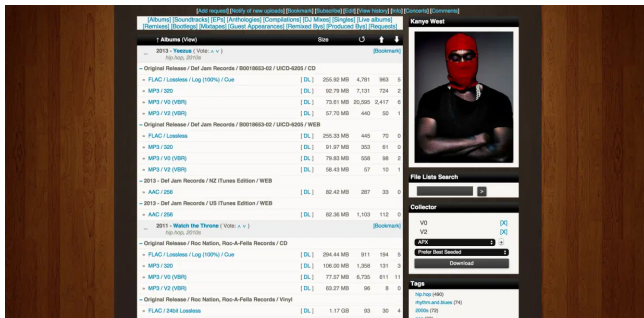 [Add request] [Notify of new uploads] [Bookmark] [Subscribe] [Edit] [View history] [Info] [Concerts] [Comments]
[Albums] [Soundtracks] [EPs] [Anthologies] [Compilations] [DJ Mixes] [Singles] [Live albums]
[Remixes] [Bootlegs] [Mixtapes] [Guest Appearances] [Remixed Bys] [Produced Bys] [Requests]
↑ Albums (View) Size
2013 - Yeezus ( Vote: ∧ ∨ ) [Bookmark]
hip.hop, 2010s
– Original Release / Def Jam Records / B0018653-02 / UICD-6205 / CD
» FLAC / Lossless / Log (100%) / Cue [ DL ] 255.92 MB 4,781 963 5
» MP3 / 320 [ DL ] 92.79 MB 7,131 724 2
» MP3 / V0 (VBR) [ DL ] 73.61 MB 20,595 2,417 6
» MP3 / V2 (VBR) [ DL ] 57.70 MB 440 50 1
– Original Release / Def Jam Records / B0018653-02 / UICD-6205 / WEB
» FLAC / Lossless [ DL ] 255.33 MB 445 70 0
» MP3 / 320 [ DL ] 91.97 MB 353 61 0
» MP3 / V0 (VBR) [ DL ] 79.83 MB 558 98 2
» MP3 / V2 (VBR) [ DL ] 58.43 MB 57 10 1
– 2013 - Def Jam Records / NZ iTunes Edition / WEB
» AAC / 256 [ DL ] 82.42 MB 287 33 0
– 2013 - Def Jam Records / US iTunes Edition / WEB
» AAC / 256 [ DL ] 82.36 MB 1,103 112 0
2011 - Watch the Throne ( Vote: ∧ ∨ ) [Bookmark]
hip.hop, 2010s
– Original Release / Roc Nation, Roc-A-Fella Records / CD
» FLAC / Lossless / Log (100%) / Cue [ DL ] 294.44 MB 911 194 5
» MP3 / 320 [ DL ] 106.00 MB 1,358 131 3
» MP3 / V0 (VBR) [ DL ] 77.57 MB 6,735 611 11
» MP3 / V2 (VBR) [ DL ] 63.27 MB 96 8 0
– Original Release / Roc Nation, Roc-A-Fella Records / Vinyl
» FLAC / 24bit Lossless [ DL ] 1.17 GB 93 30 4
Kanye West
File Lists Search
>
Collector
V0 [X]
V2 [X]
APX
Prefer Best Seeded
Download
Tags
hip.hop (490)
rhythm.and.blues (74)
2000s (73)